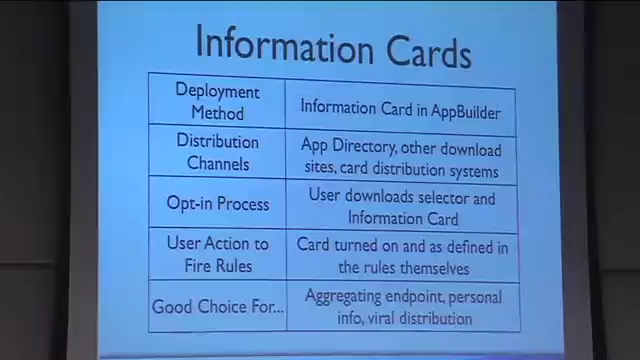 Information Cards
Deployment
Method
Information Card in AppBuilder
Distribution
Channels
App Directory, other download
sites, card distribution systems
Opt-in Process
User downloads selector and
Information Card
User Action to
Fire Rules
Card turned on and as defined in
the rules themselves
Good Choice For...
Aggregating endpoint, personal
info, viral distribution